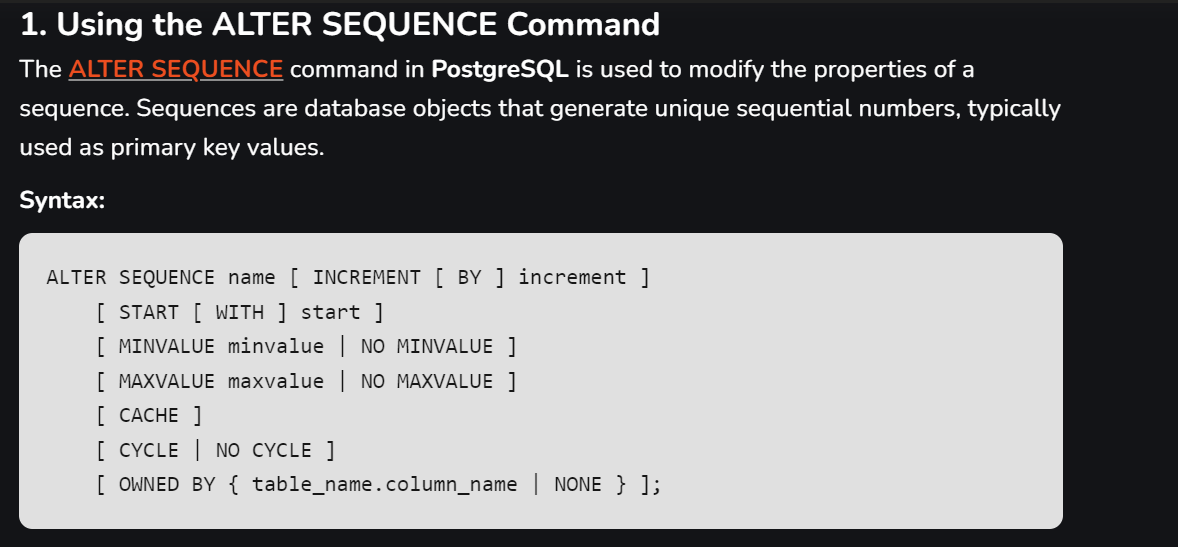 1. Using the ALTER SEQUENCE Command
The ALTER SEQUENCE command in PostgreSQL is used to modify the properties of a
sequence. Sequences are database objects that generate unique sequential numbers, typically
used as primary key values.
Syntax:
ALTER SEQUENCE name [ INCREMENT [ BY ] increment ]
    [ START [ WITH ] start ]
    [ MINVALUE minvalue | NO MINVALUE ]
    [ MAXVALUE maxvalue | NO MAXVALUE ]
    [ CACHE ]
    [ CYCLE | NO CYCLE ]
    [ OWNED BY { table_name.column_name | NONE } ];